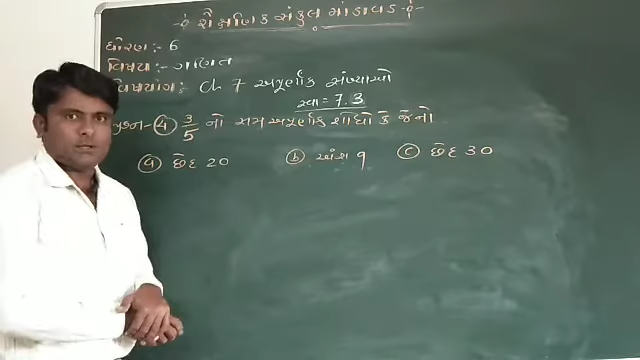 શૈક્ષણિક સંકુલ માંડાવડ
ધોરણ :- 6
વિષય :- ગણિત
વિષયાંગ :- ch 7 અપૂર્ણાંક સંખ્યાઓ
સ્વા = 7.3
પ્રશ્ન - (4) 3/5 નો સમઅપૂર્ણાંક શોધો કે જેનો
(a) છેદ 20 (b) અંશ 9 (c) છેદ 30